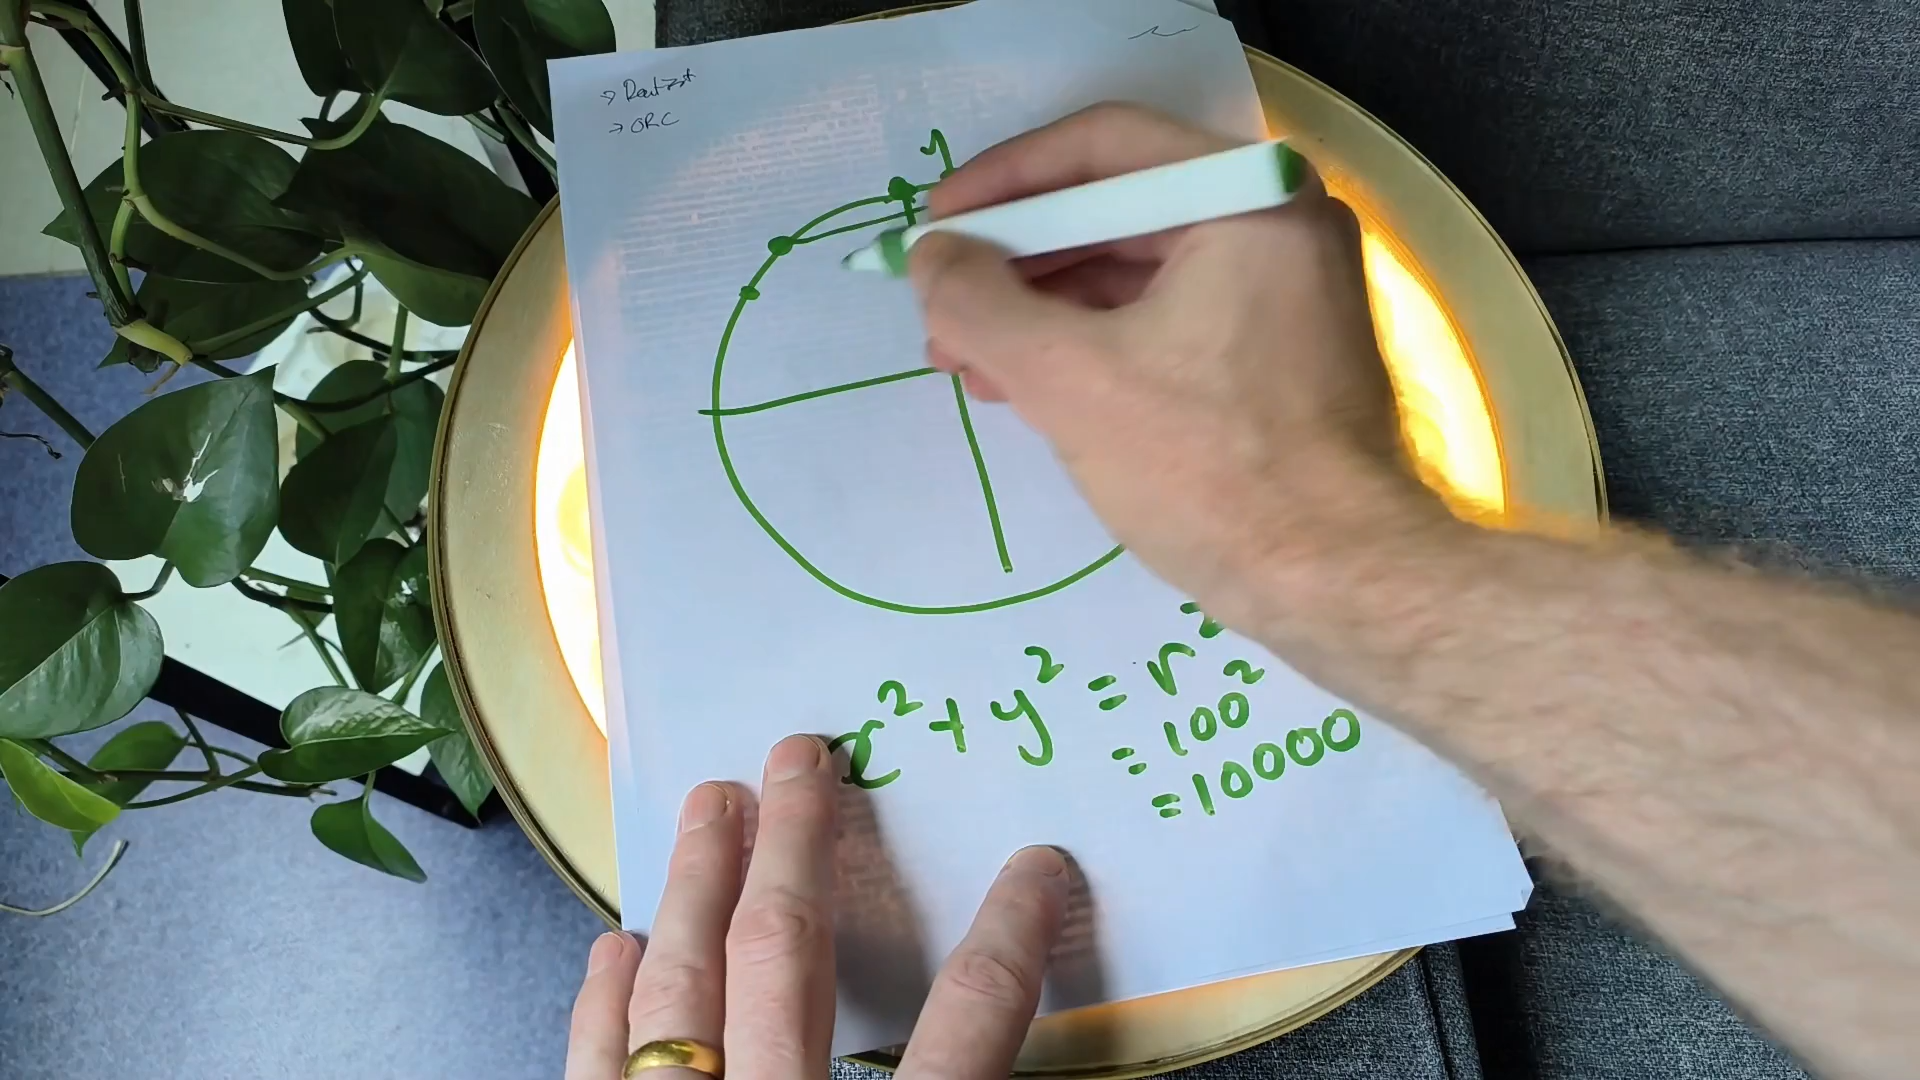 →ORC
y
x² + y² = r²
= 100²
= 10000